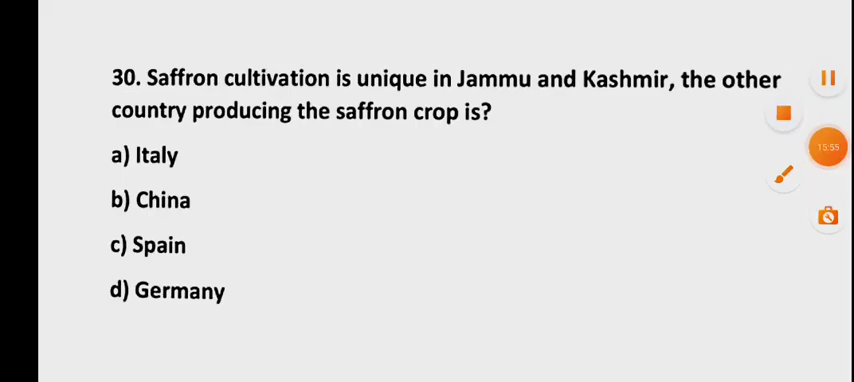 30. Saffron cultivation is unique in Jammu and Kashmir, the other
country producing the saffron crop is?
a) Italy
b) China
c) Spain
d) Germany
15:55